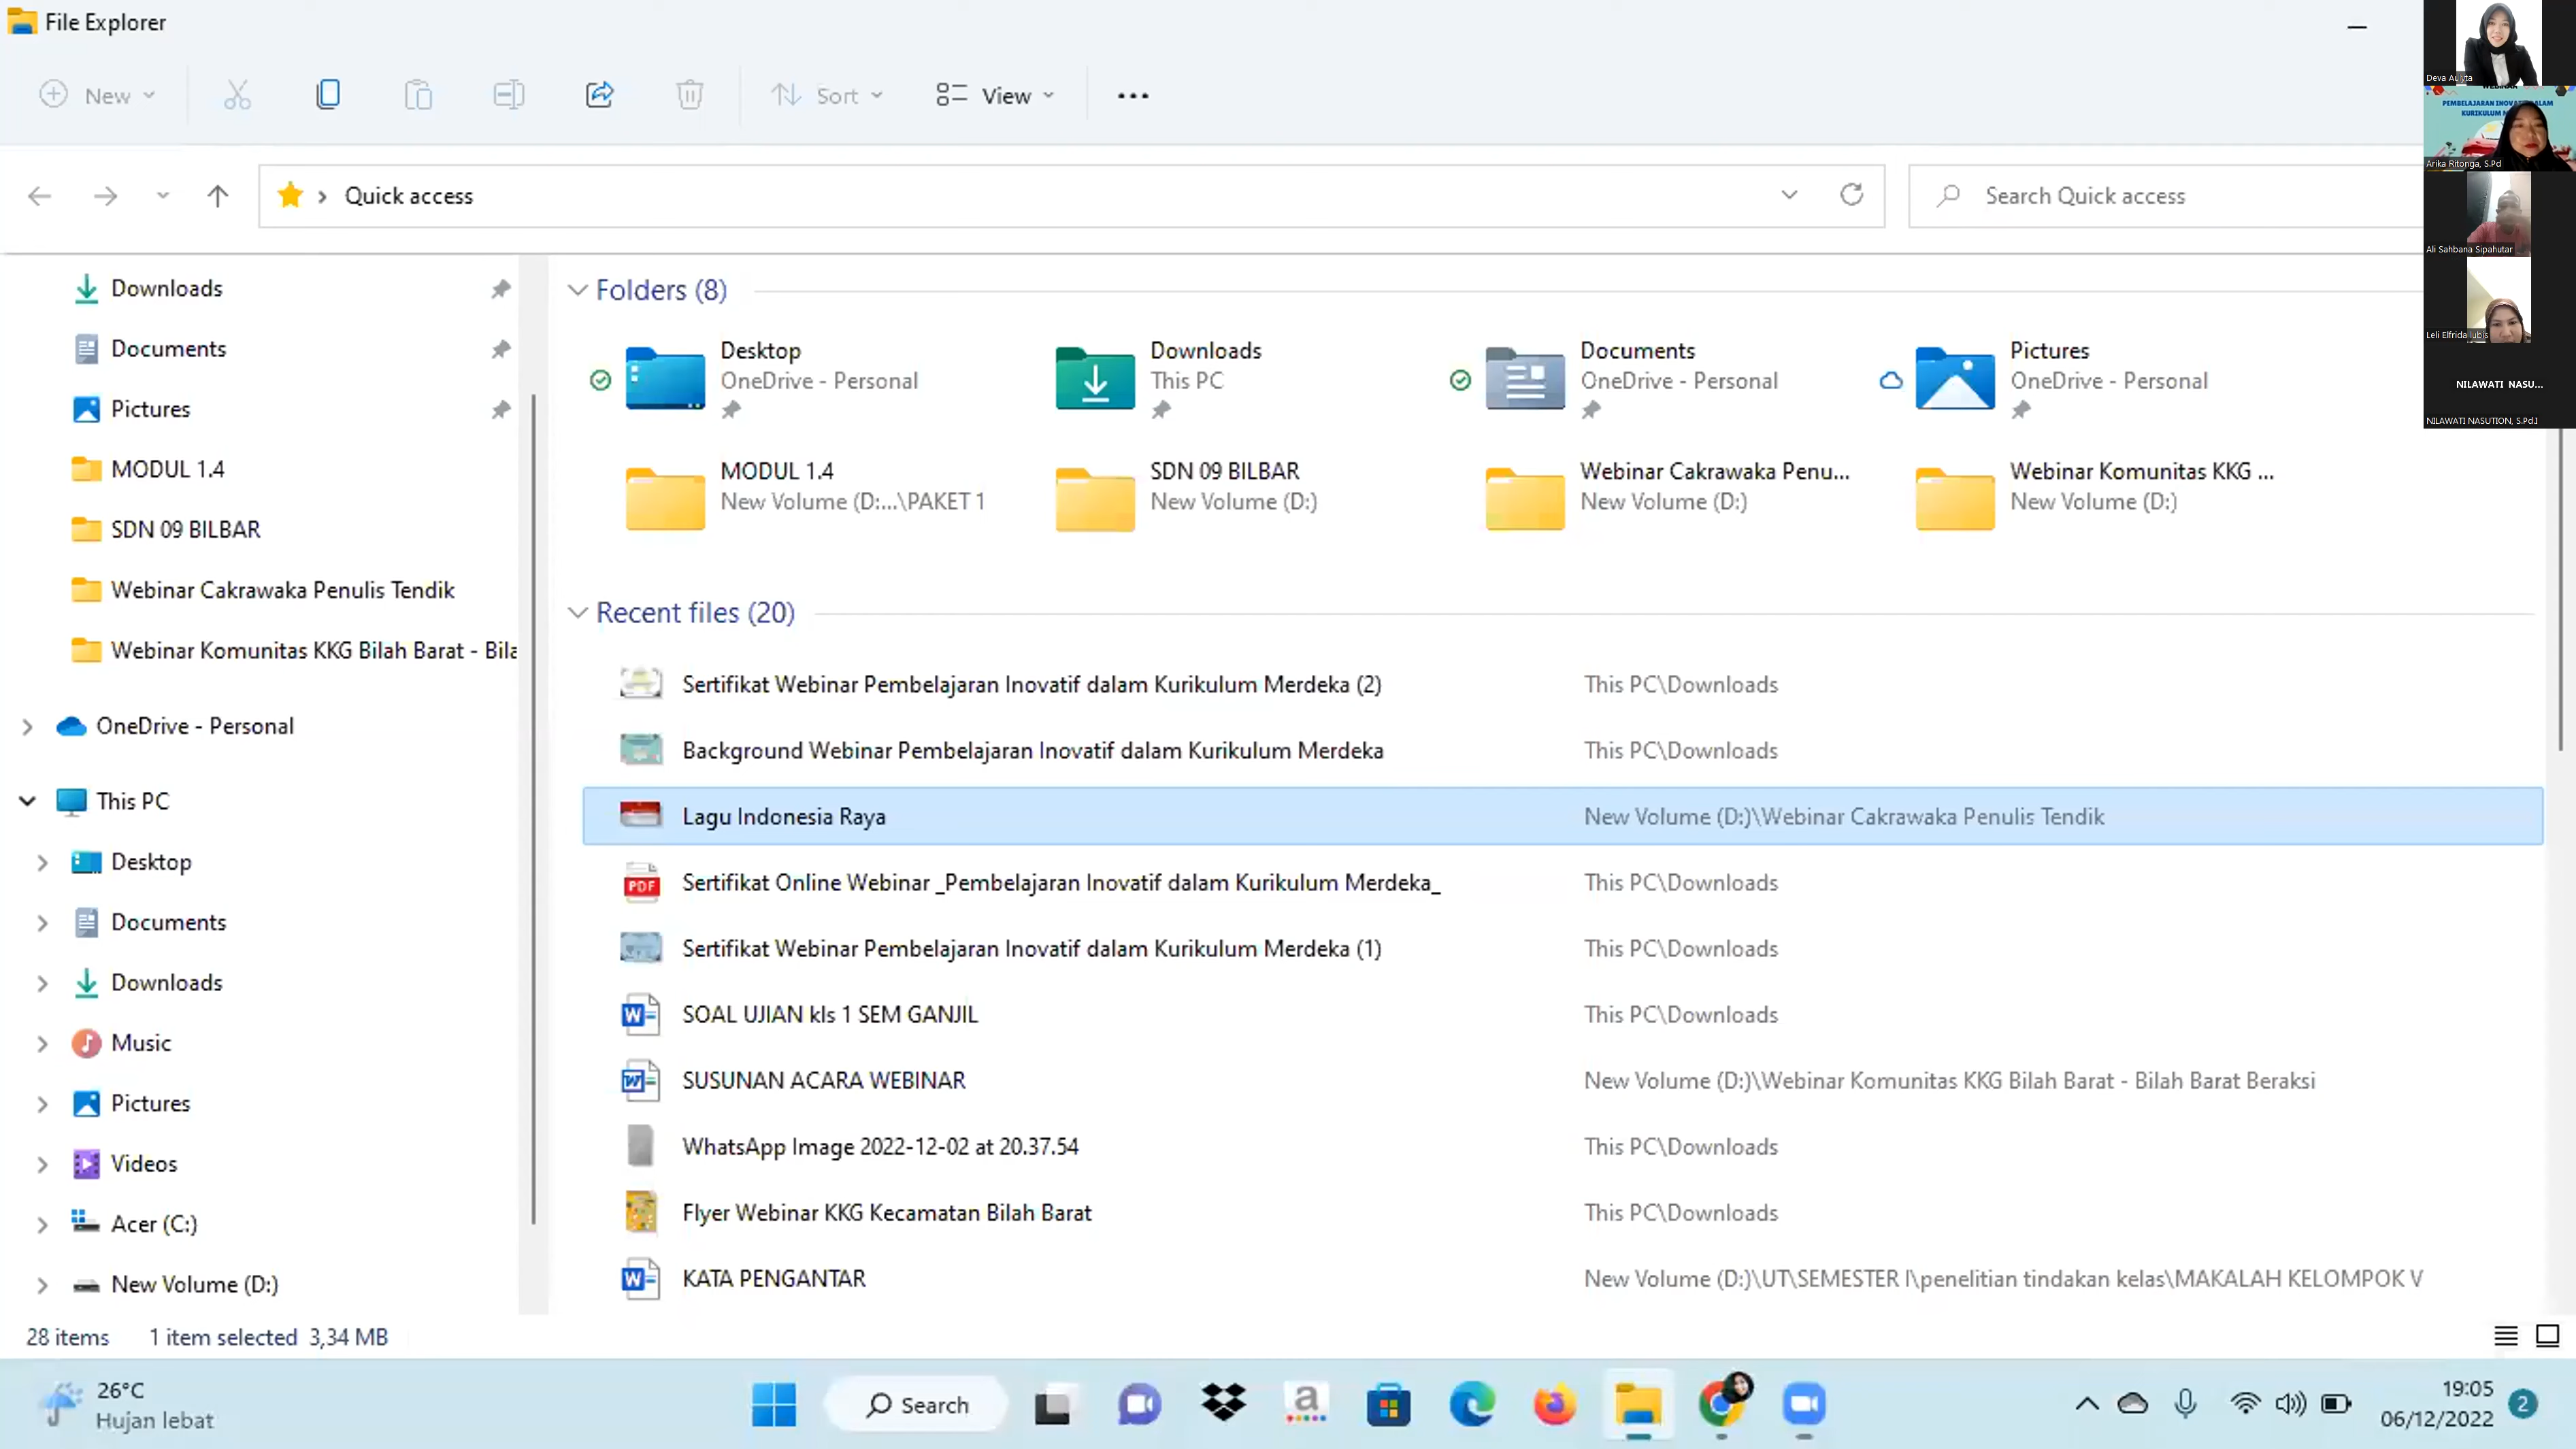 File Explorer
New
Sort
View
Quick access
Search Quick access
Downloads
Documents
Pictures
MODUL 1.4
SDN 09 BILBAR
Webinar Cakrawaka Penulis Tendik
Webinar Komunitas KKG Bilah Barat - Bila
OneDrive - Personal
This PC
Desktop
Documents
Downloads
Music
Pictures
Videos
Acer (C:)
New Volume (D:)
Folders (8)
Desktop
OneDrive - Personal
Downloads
This PC
Documents
OneDrive - Personal
Pictures
OneDrive - Personal
MODUL 1.4
New Volume (D:...\PAKET 1
SDN 09 BILBAR
New Volume (D:)
Webinar Cakrawaka Penu...
New Volume (D:)
Webinar Komunitas KKG ...
New Volume (D:)
Recent files (20)
Sertifikat Webinar Pembelajaran Inovatif dalam Kurikulum Merdeka (2) This PC\Downloads
Background Webinar Pembelajaran Inovatif dalam Kurikulum Merdeka This PC\Downloads
Lagu Indonesia Raya New Volume (D:)\Webinar Cakrawaka Penulis Tendik
Sertifikat Online Webinar _Pembelajaran Inovatif dalam Kurikulum Merdeka_ This PC\Downloads
Sertifikat Webinar Pembelajaran Inovatif dalam Kurikulum Merdeka (1) This PC\Downloads
SOAL UJIAN kls 1 SEM GANJIL This PC\Downloads
SUSUNAN ACARA WEBINAR New Volume (D:)\Webinar Komunitas KKG Bilah Barat - Bilah Barat Beraksi
WhatsApp Image 2022-12-02 at 20.37.54 This PC\Downloads
Flyer Webinar KKG Kecamatan Bilah Barat This PC\Downloads
KATA PENGANTAR New Volume (D:)\UT\SEMESTER I\penelitian tindakan kelas\MAKALAH KELOMPOK V
28 items 1 item selected 3,34 MB
26°C
Hujan lebat
Search
19:05
06/12/2022
2
Deva Aulyta
PEMBELAJARAN INOVATIF DALAM
KURIKULUM
Arika Ritonga, S.Pd
Ali Sahbana Sipahutar
Leli Elfrida lubis
NILAWATI NASU...
NILAWATI NASUTION, S.Pd.I